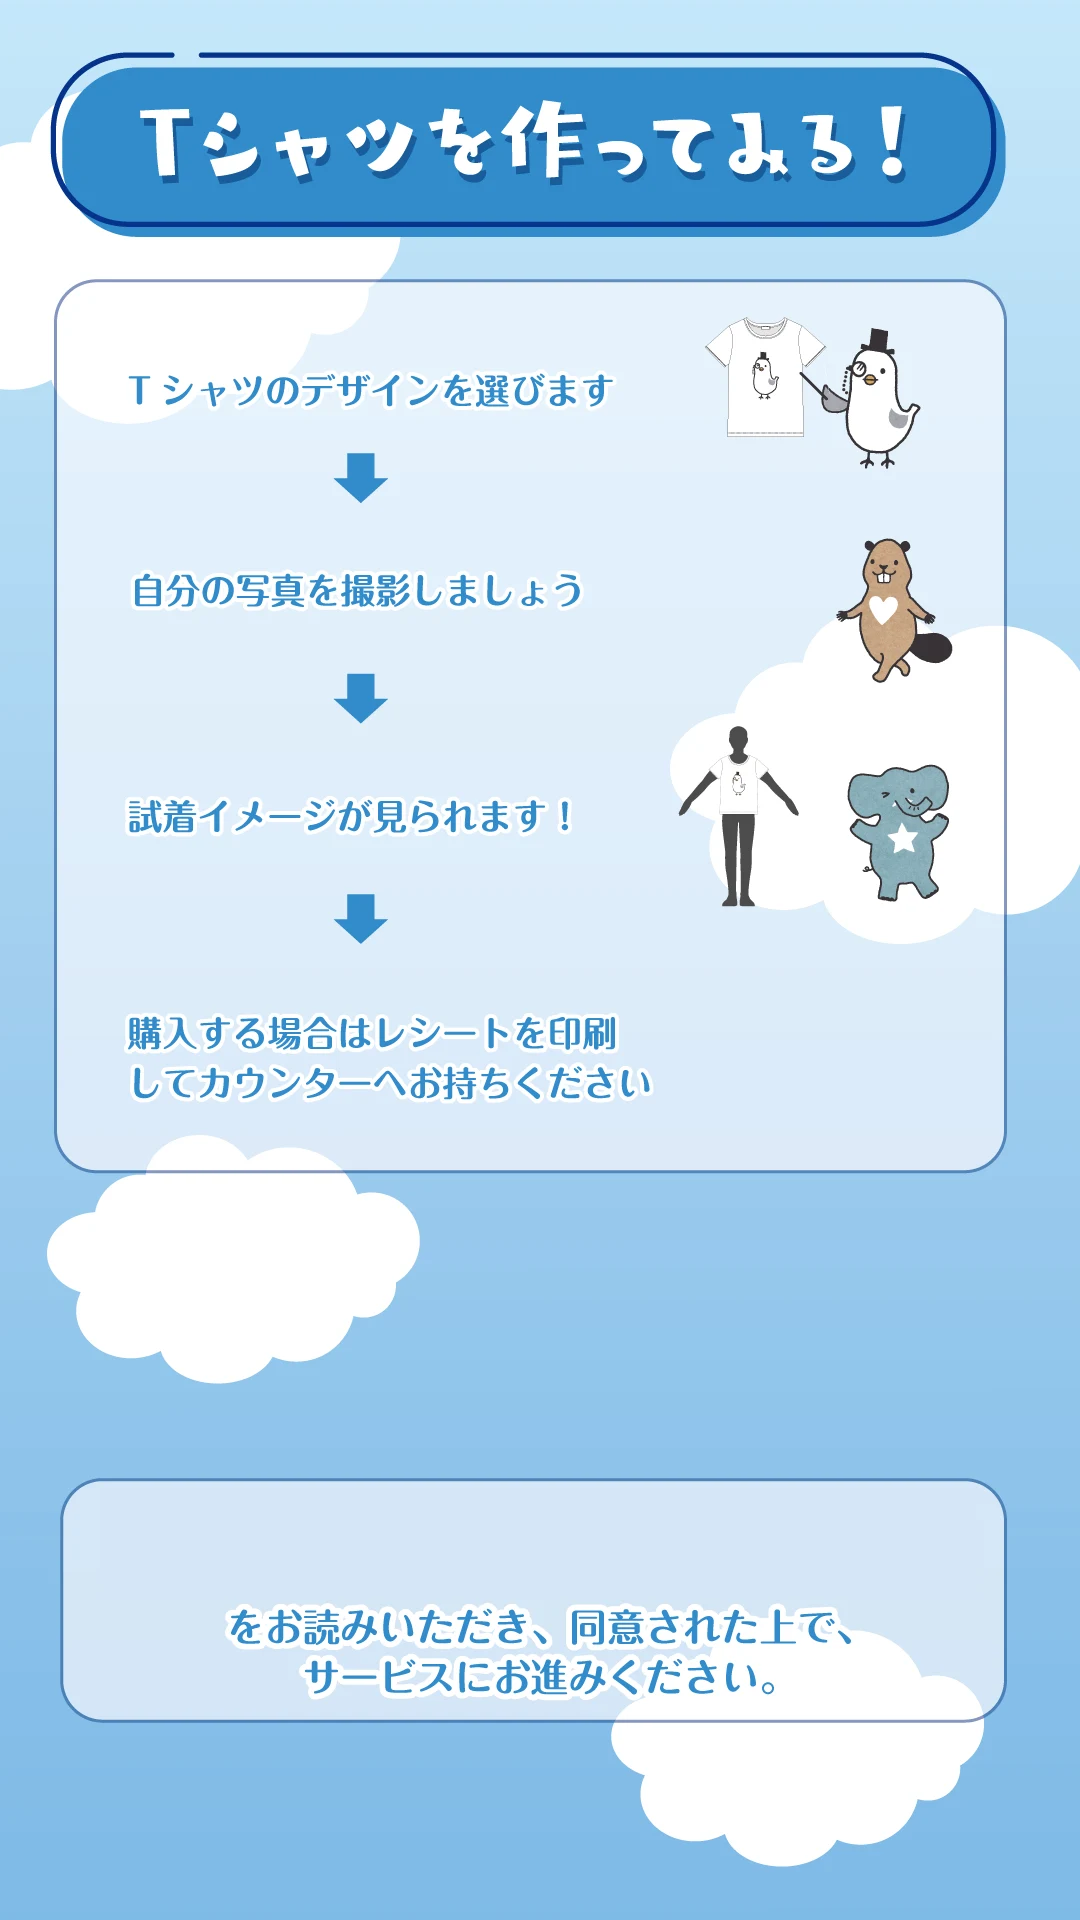 Tシャツを作ってみる！
Tシャツのデザインを選びます
自分の写真を撮影しましょう
試着イメージが見られます！
購入する場合はレシートを印刷
してカウンターへお持ちください
をお読みいただき、同意された上で、
サービスにお進みください。